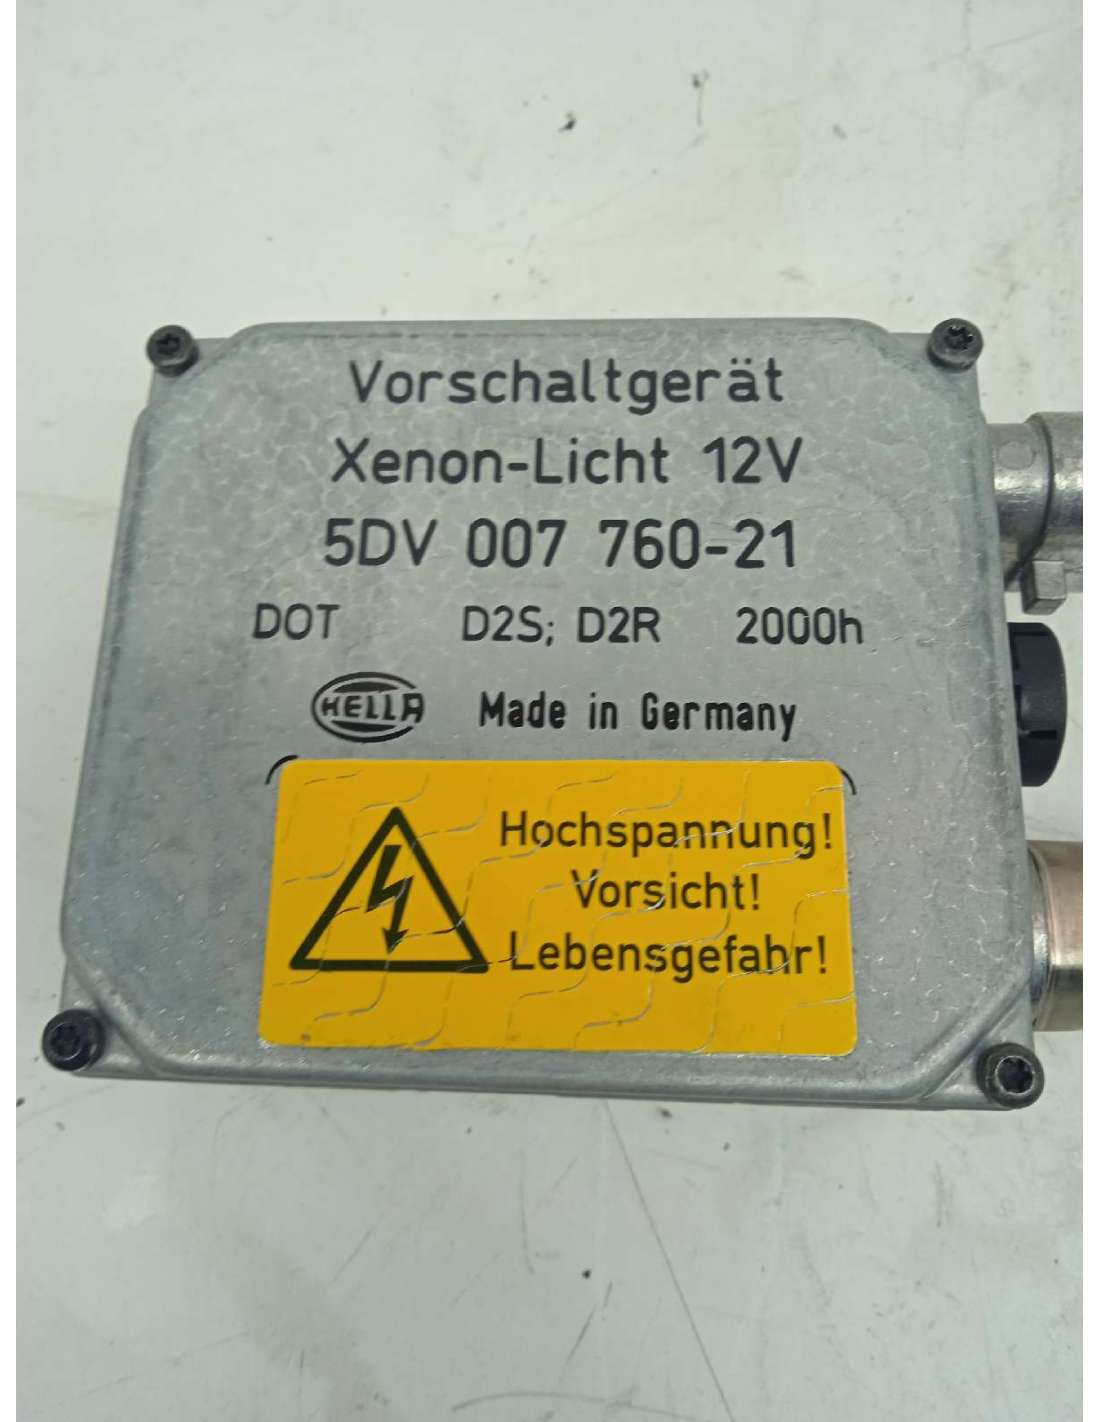 Vorschaltgerät
Xenon-Licht 12V
5DV 007 760-21
DOT D2S; D2R 2000h
HELLA Made in Germany
Hochspannung!
Vorsicht!
Lebensgefahr!